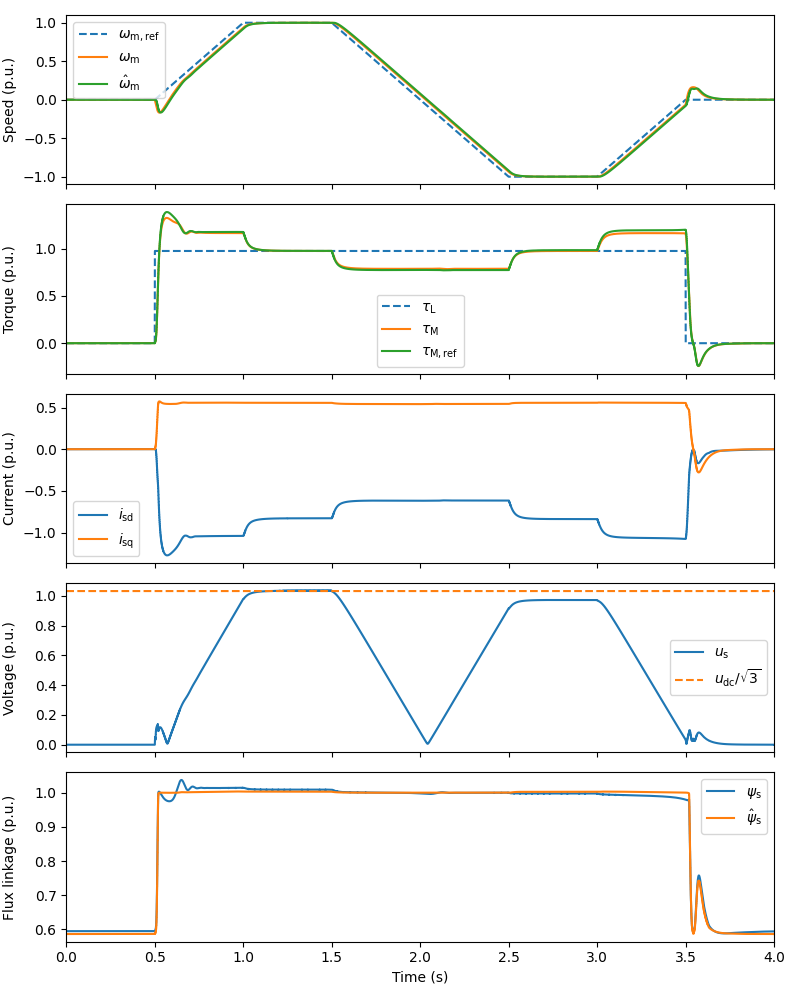 Speed (p.u.)
1.0
0.5
0.0
−0.5
−1.0
ω_m,ref
ω_m
ω̂_m
Torque (p.u.)
1.0
0.5
0.0
τ_L
τ_M
τ_M,ref
Current (p.u.)
0.5
0.0
−0.5
−1.0
i_sd
i_sq
Voltage (p.u.)
1.0
0.8
0.6
0.4
0.2
0.0
u_s
u_dc/√3
Flux linkage (p.u.)
1.0
0.9
0.8
0.7
0.6
ψ_s
ψ̂_s
0.0 0.5 1.0 1.5 2.0 2.5 3.0 3.5 4.0
Time (s)